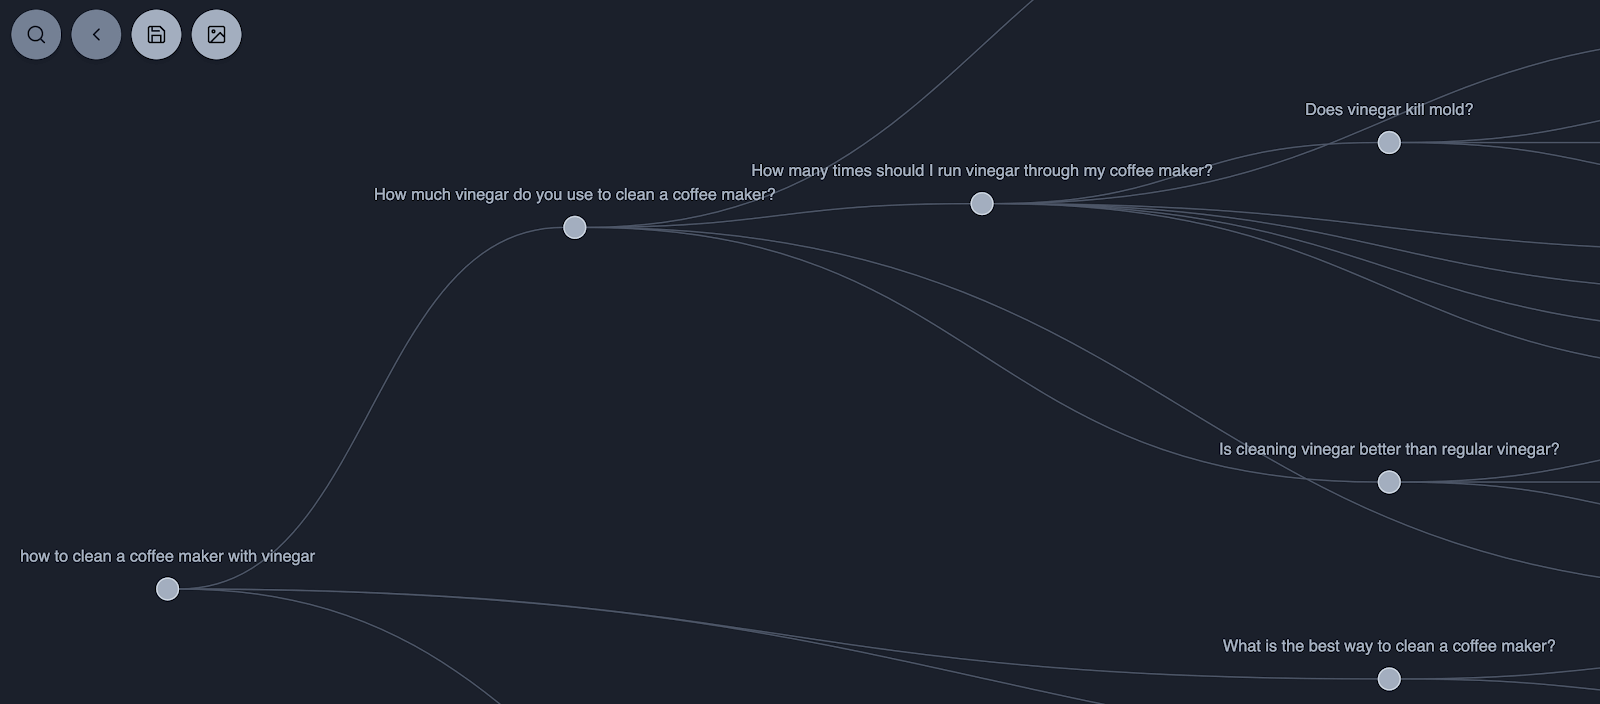 Does vinegar kill mold?
How many times should I run vinegar through my coffee maker?
How much vinegar do you use to clean a coffee maker?
Is cleaning vinegar better than regular vinegar?
how to clean a coffee maker with vinegar
What is the best way to clean a coffee maker?